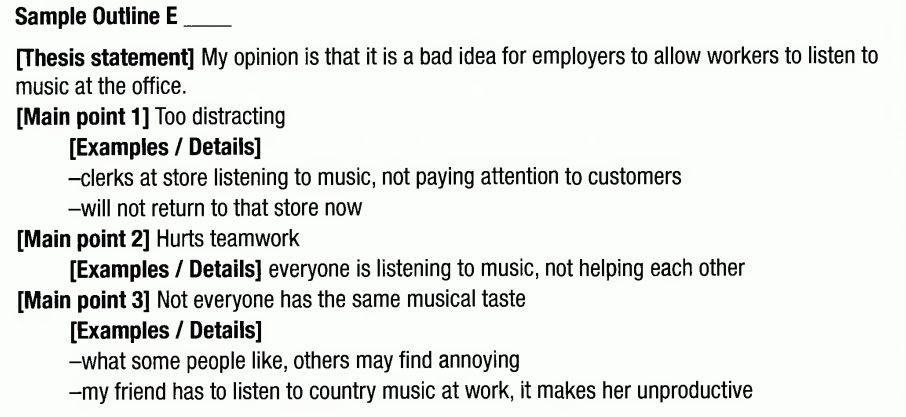 Sample Outline E ____
[Thesis statement] My opinion is that it is a bad idea for employers to allow workers to listen to
music at the office.
[Main point 1] Too distracting
[Examples / Details]
–clerks at store listening to music, not paying attention to customers
–will not return to that store now
[Main point 2] Hurts teamwork
[Examples / Details] everyone is listening to music, not helping each other
[Main point 3] Not everyone has the same musical taste
[Examples / Details]
–what some people like, others may find annoying
–my friend has to listen to country music at work, it makes her unproductive